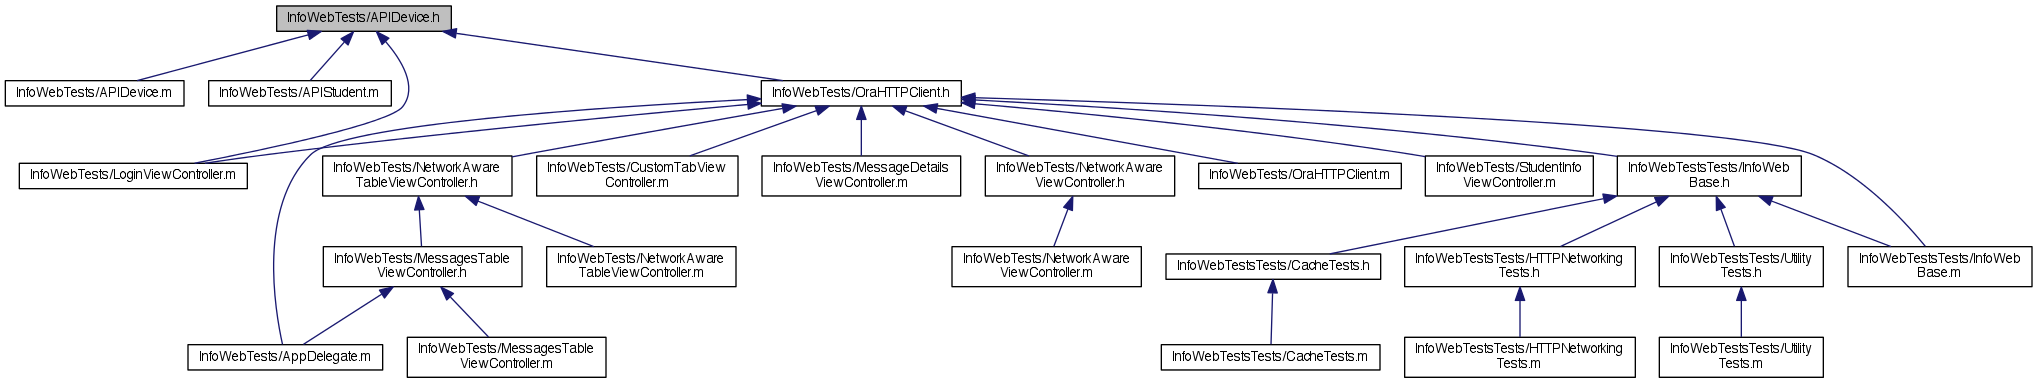 InfoWebTests/APIDevice.h
InfoWebTests/APIDevice.m
InfoWebTests/APIStudent.m
InfoWebTests/OraHTTPClient.h
InfoWebTests/LoginViewController.m
InfoWebTests/NetworkAware
TableViewController.h
InfoWebTests/CustomTabView
Controller.m
InfoWebTests/MessageDetails
ViewController.m
InfoWebTests/NetworkAware
ViewController.h
InfoWebTests/OraHTTPClient.m
InfoWebTests/StudentInfo
ViewController.m
InfoWebTestsTests/InfoWeb
Base.h
InfoWebTests/MessagesTable
ViewController.h
InfoWebTests/NetworkAware
TableViewController.m
InfoWebTests/NetworkAware
ViewController.m
InfoWebTestsTests/CacheTests.h
InfoWebTestsTests/HTTPNetworking
Tests.h
InfoWebTestsTests/Utility
Tests.h
InfoWebTestsTests/InfoWeb
Base.m
InfoWebTests/AppDelegate.m
InfoWebTests/MessagesTable
ViewController.m
InfoWebTestsTests/CacheTests.m
InfoWebTestsTests/HTTPNetworking
Tests.m
InfoWebTestsTests/Utility
Tests.m